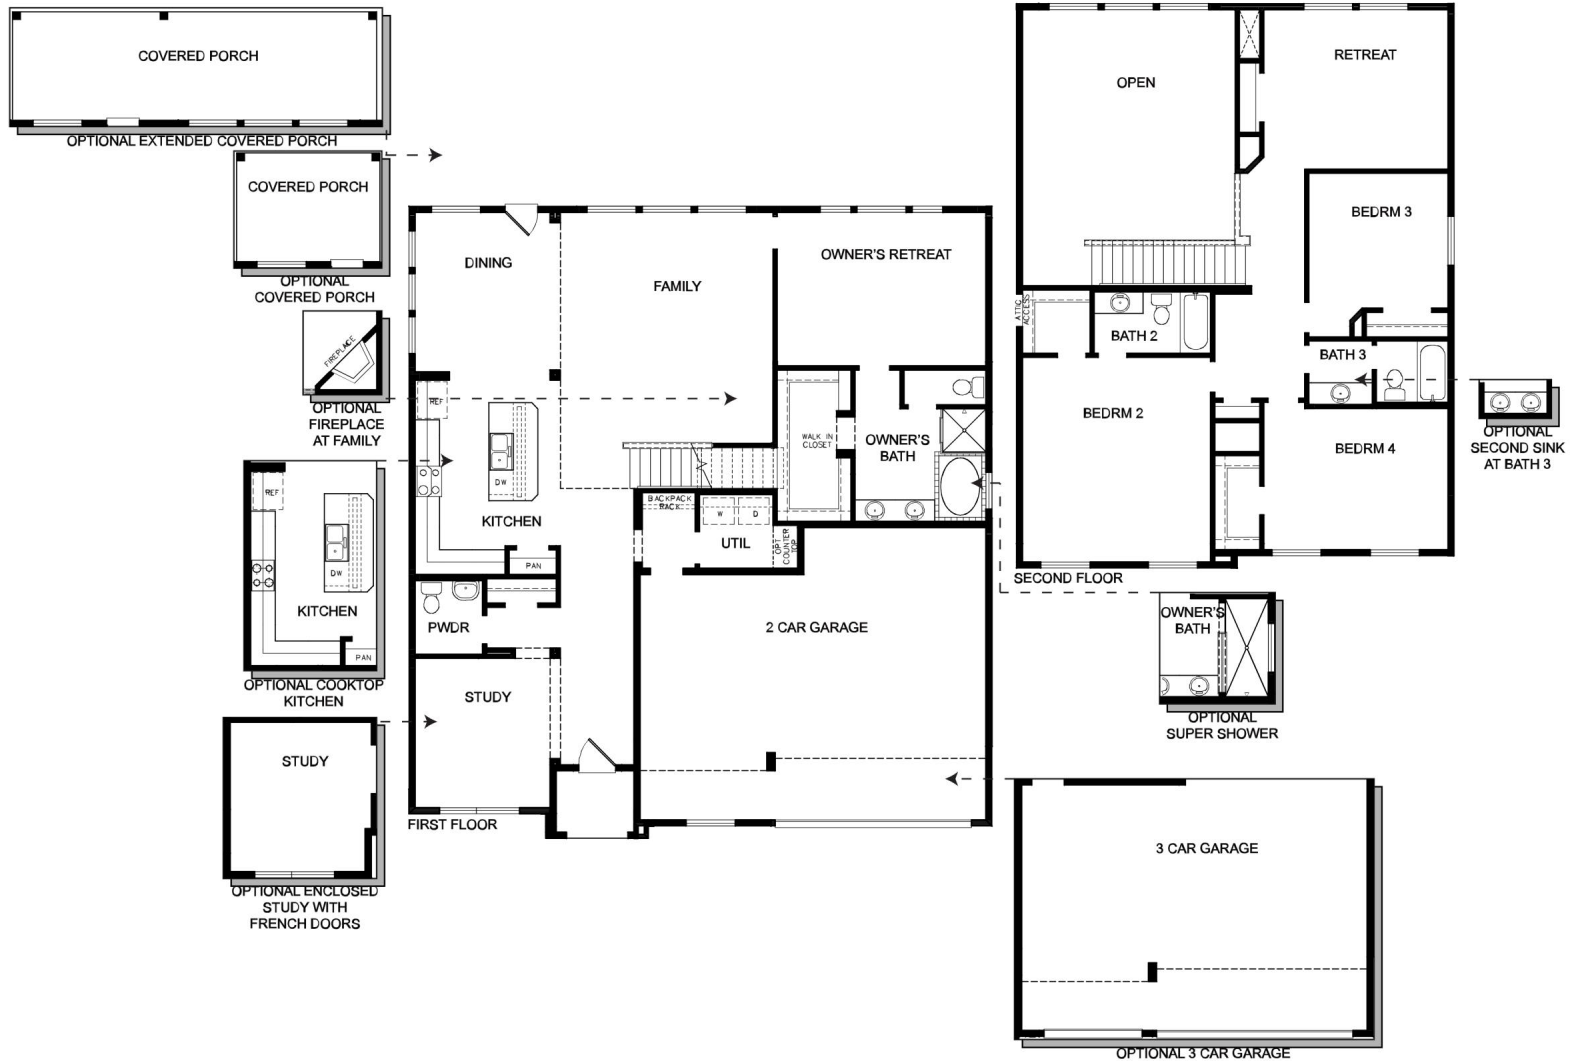 COVERED PORCH
OPTIONAL EXTENDED COVERED PORCH
COVERED PORCH
OPTIONAL
COVERED PORCH
FIREPLACE
OPTIONAL
FIREPLACE
AT FAMILY
REF
DW
KITCHEN
PAN
OPTIONAL COOKTOP
KITCHEN
STUDY
OPTIONAL ENCLOSED
STUDY WITH
FRENCH DOORS
DINING
FAMILY
OWNER'S RETREAT
REF
WALK IN
CLOSET
OWNER'S
BATH
DW
KITCHEN
BACKPACK
RACK
W
D
UTIL
OPT
COUNTER
TOP
PAN
PWDR
2 CAR GARAGE
STUDY
FIRST FLOOR
OPEN
RETREAT
BEDRM 3
ATTIC
ACCESS
BATH 2
BATH 3
BEDRM 2
BEDRM 4
SECOND FLOOR
OPTIONAL
SECOND SINK
AT BATH 3
OWNER'S
BATH
OPTIONAL
SUPER SHOWER
3 CAR GARAGE
OPTIONAL 3 CAR GARAGE